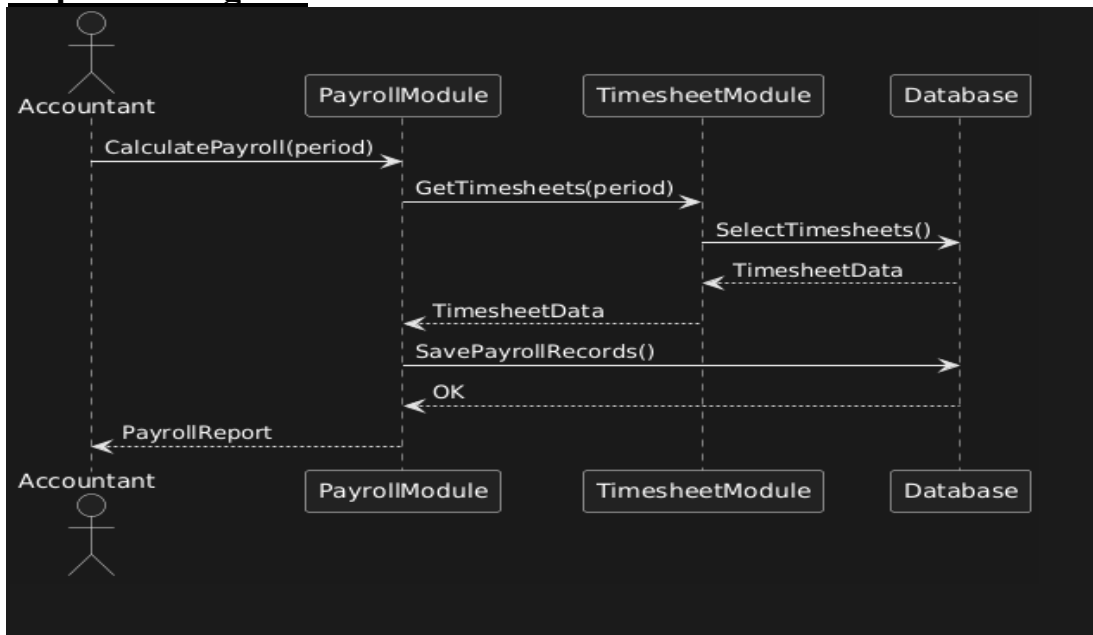 Accountant
PayrollModule
TimesheetModule
Database
CalculatePayroll(period)
GetTimesheets(period)
SelectTimesheets()
TimesheetData
TimesheetData
SavePayrollRecords()
OK
PayrollReport
Accountant
PayrollModule
TimesheetModule
Database